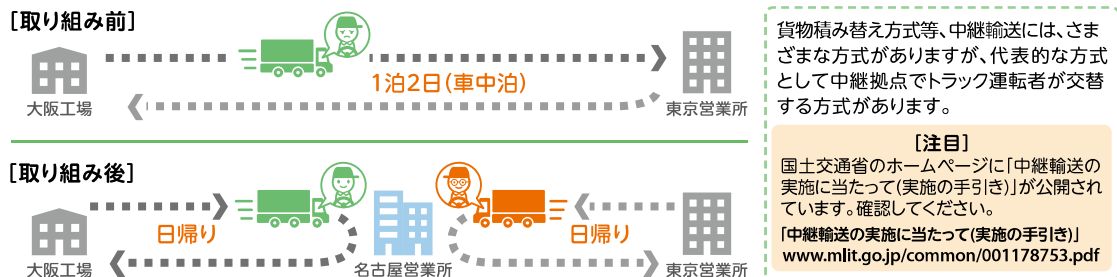 [取り組み前]
1泊2日(車中泊)
大阪工場
東京営業所
[取り組み後]
日帰り
日帰り
大阪工場
名古屋営業所
東京営業所
貨物積み替え方式等、中継輸送には、さま
ざまな方式がありますが、代表的な方式
として中継拠点でトラック運転者が交替
する方式があります。
[注目]
国土交通省のホームページに「中継輸送の
実施に当たって(実施の手引き)」が公開され
ています。確認してください。
「中継輸送の実施に当たって(実施の手引き)」
www.mlit.go.jp/common/001178753.pdf